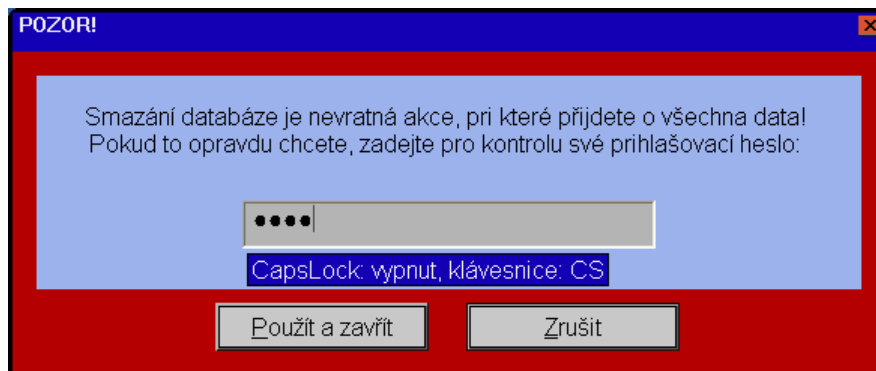 POZOR!
Smazání databáze je nevratná akce, pri které přijdete o všechna data!
Pokud to opravdu chcete, zadejte pro kontrolu své prihlašovací heslo:
••••
CapsLock: vypnut, klávesnice: CS
Použít a zavřít
Zrušit